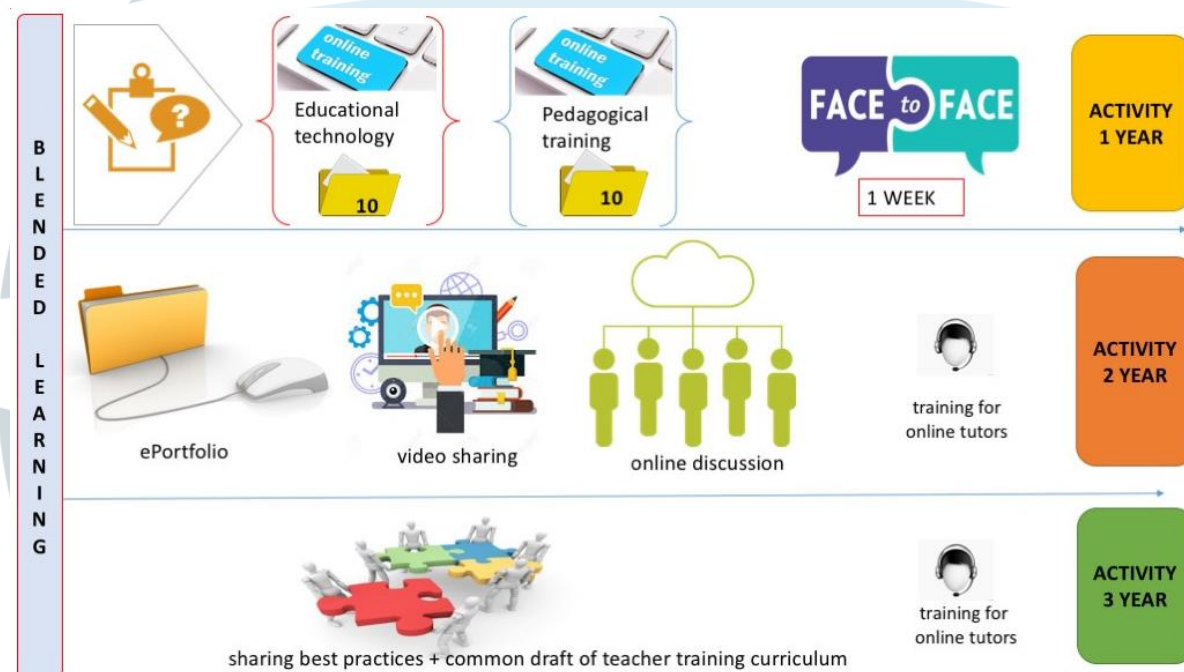 BLENDED LEARNING
online training
Educational
technology
10
online training
Pedagogical
training
10
FACE to FACE
1 WEEK
ACTIVITY
1 YEAR
ePortfolio
video sharing
online discussion
training for
online tutors
ACTIVITY
2 YEAR
sharing best practices + common draft of teacher training curriculum
training for
online tutors
ACTIVITY
3 YEAR